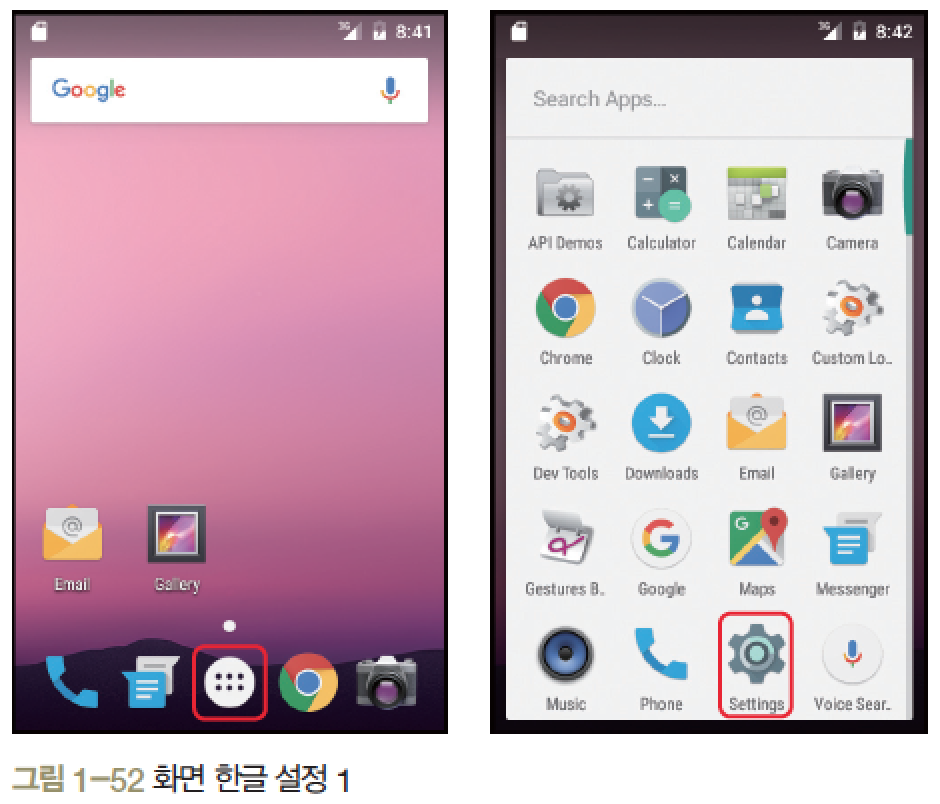 3G 8:41
Google
Email Gallery
3G 8:42
Search Apps...
API Demos Calculator Calendar Camera
Chrome Clock Contacts Custom Lo..
Dev Tools Downloads Email Gallery
Gestures B.. Google Maps Messenger
Music Phone Settings Voice Sear..
그림 1-52 화면 한글 설정 1